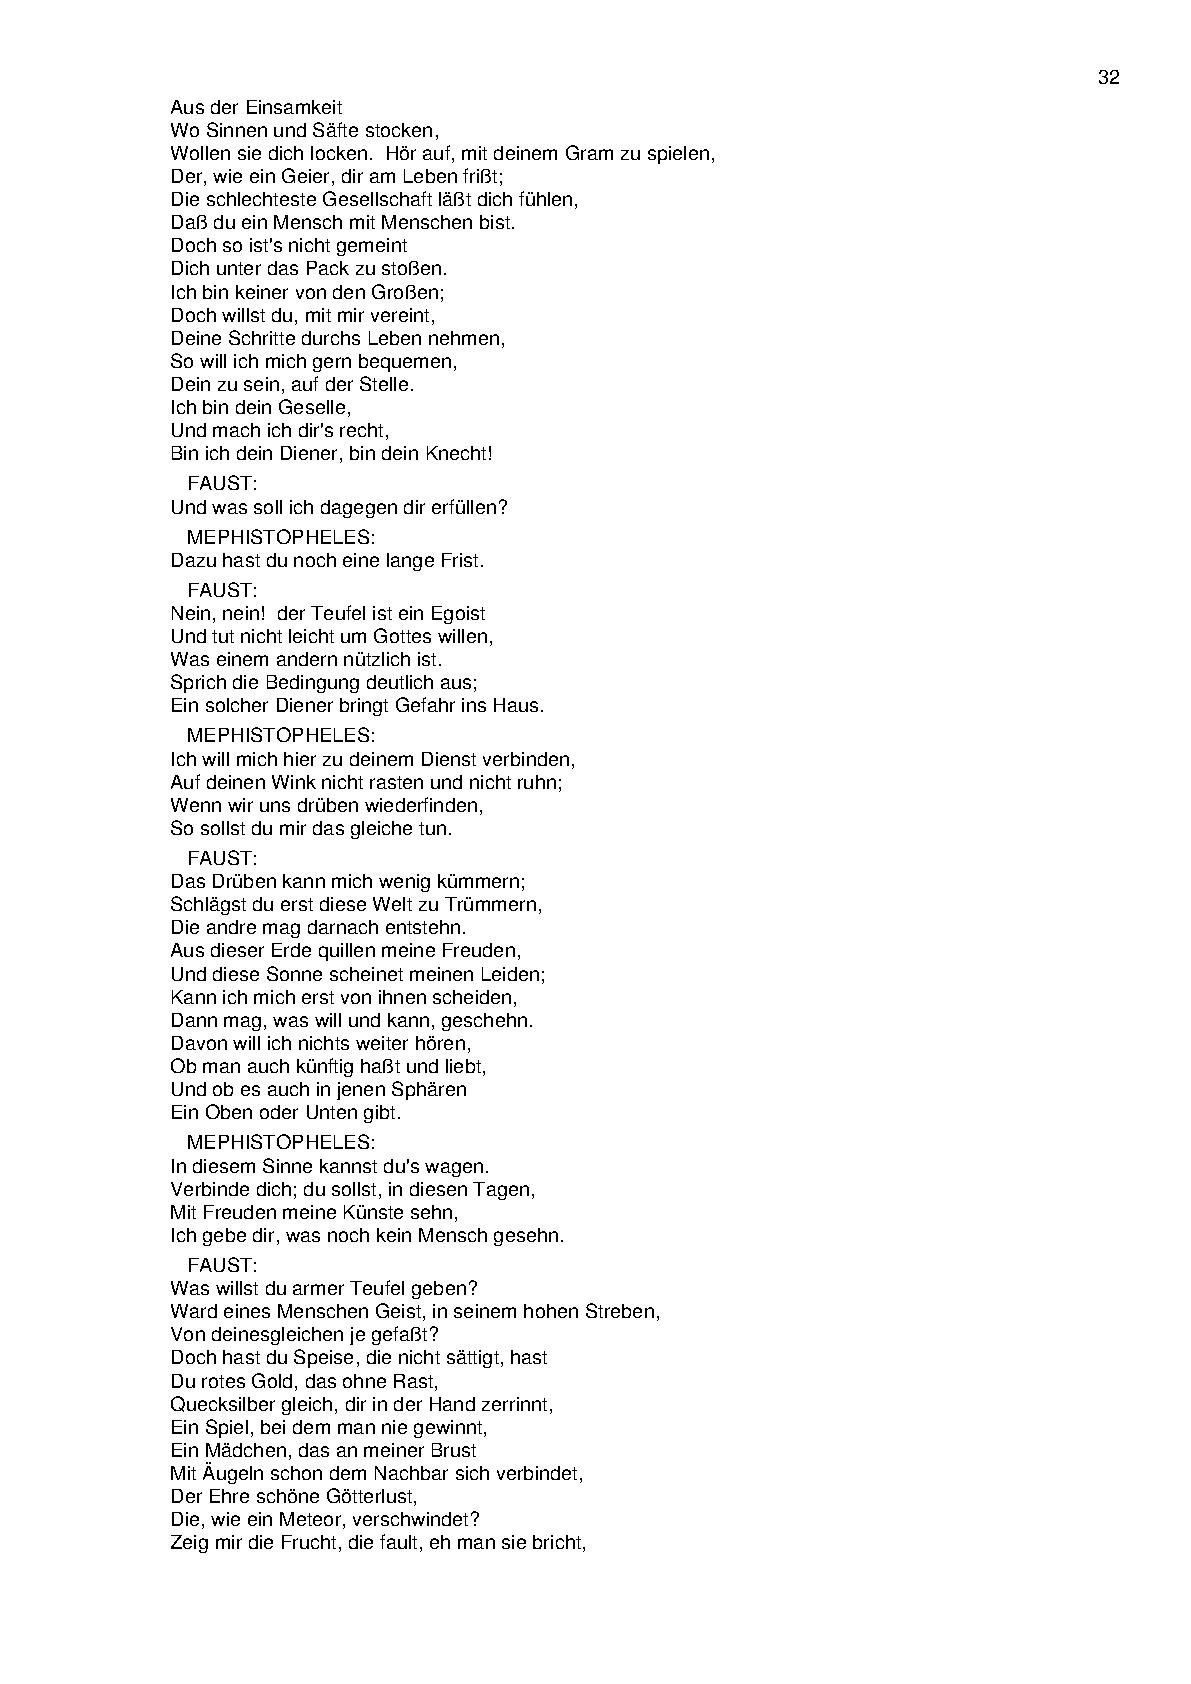 32
Aus der Einsamkeit
Wo Sinnen und Säfte stocken,
Wollen sie dich locken.  Hör auf, mit deinem Gram zu spielen,
Der, wie ein Geier, dir am Leben frißt;
Die schlechteste Gesellschaft läßt dich fühlen,
Daß du ein Mensch mit Menschen bist.
Doch so ist's nicht gemeint
Dich unter das Pack zu stoßen.
Ich bin keiner von den Großen;
Doch willst du, mit mir vereint,
Deine Schritte durchs Leben nehmen,
So will ich mich gern bequemen,
Dein zu sein, auf der Stelle.
Ich bin dein Geselle,
Und mach ich dir's recht,
Bin ich dein Diener, bin dein Knecht!
FAUST:
Und was soll ich dagegen dir erfüllen?
MEPHISTOPHELES:
Dazu hast du noch eine lange Frist.
FAUST:
Nein, nein!  der Teufel ist ein Egoist
Und tut nicht leicht um Gottes willen,
Was einem andern nützlich ist.
Sprich die Bedingung deutlich aus;
Ein solcher Diener bringt Gefahr ins Haus.
MEPHISTOPHELES:
Ich will mich hier zu deinem Dienst verbinden,
Auf deinen Wink nicht rasten und nicht ruhn;
Wenn wir uns drüben wiederfinden,
So sollst du mir das gleiche tun.
FAUST:
Das Drüben kann mich wenig kümmern;
Schlägst du erst diese Welt zu Trümmern,
Die andre mag darnach entstehn.
Aus dieser Erde quillen meine Freuden,
Und diese Sonne scheinet meinen Leiden;
Kann ich mich erst von ihnen scheiden,
Dann mag, was will und kann, geschehn.
Davon will ich nichts weiter hören,
Ob man auch künftig haßt und liebt,
Und ob es auch in jenen Sphären
Ein Oben oder Unten gibt.
MEPHISTOPHELES:
In diesem Sinne kannst du's wagen.
Verbinde dich; du sollst, in diesen Tagen,
Mit Freuden meine Künste sehn,
Ich gebe dir, was noch kein Mensch gesehn.
FAUST:
Was willst du armer Teufel geben?
Ward eines Menschen Geist, in seinem hohen Streben,
Von deinesgleichen je gefaßt?
Doch hast du Speise, die nicht sättigt, hast
Du rotes Gold, das ohne Rast,
Quecksilber gleich, dir in der Hand zerrinnt,
Ein Spiel, bei dem man nie gewinnt,
Ein Mädchen, das an meiner Brust
Mit Äugeln schon dem Nachbar sich verbindet,
Der Ehre schöne Götterlust,
Die, wie ein Meteor, verschwindet?
Zeig mir die Frucht, die fault, eh man sie bricht,